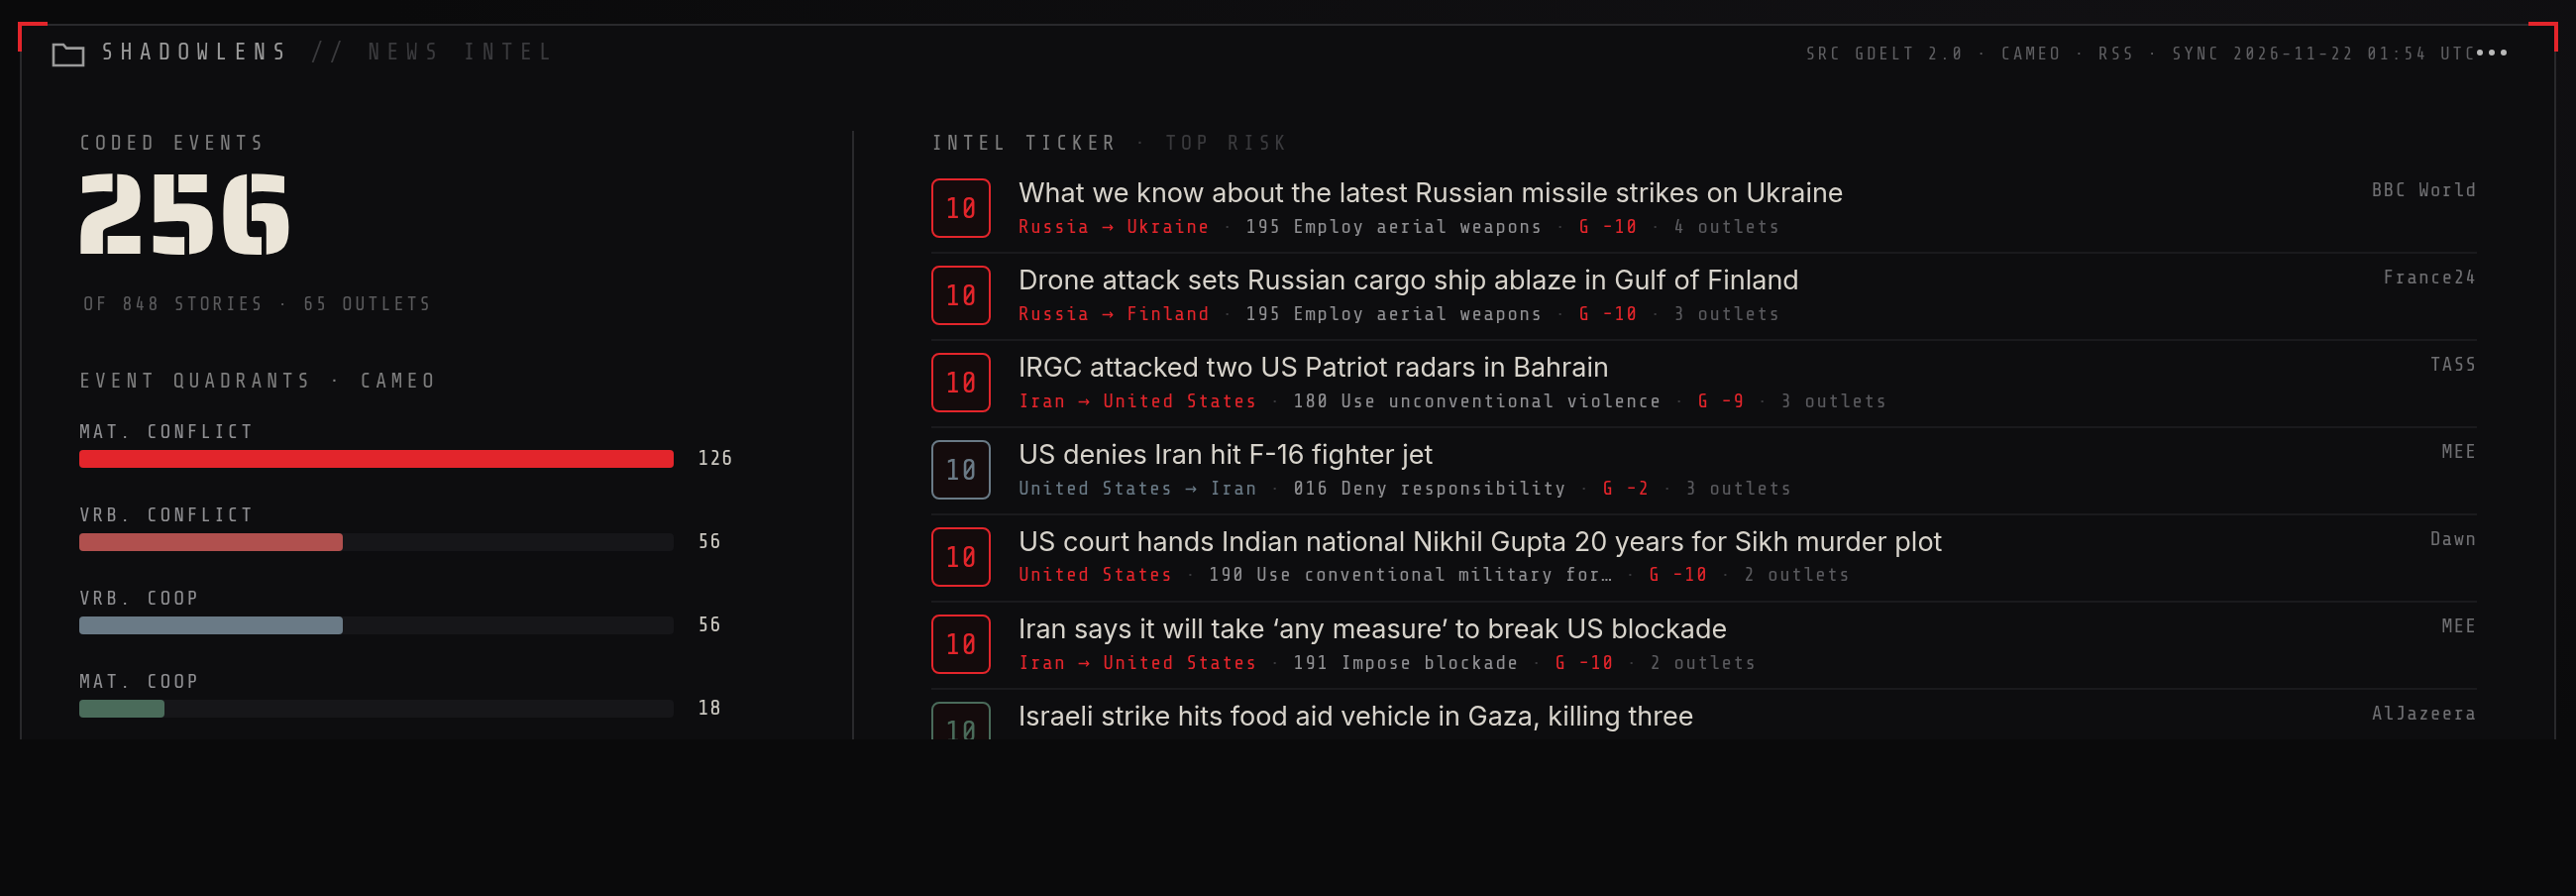 SHADOWLENS // NEWS INTEL
SRC GDELT 2.0 · CAMEO · RSS · SYNC 2026-11-22 01:54 UTC
CODED EVENTS
256
OF 848 STORIES · 65 OUTLETS
EVENT QUADRANTS · CAMEO
MAT. CONFLICT
126
VRB. CONFLICT
56
VRB. COOP
56
MAT. COOP
18
INTEL TICKER · TOP RISK
10 What we know about the latest Russian missile strikes on Ukraine BBC World
Russia → Ukraine · 195 Employ aerial weapons · G -10 · 4 outlets
10 Drone attack sets Russian cargo ship ablaze in Gulf of Finland France24
Russia → Finland · 195 Employ aerial weapons · G -10 · 3 outlets
10 IRGC attacked two US Patriot radars in Bahrain TASS
Iran → United States · 180 Use unconventional violence · G -9 · 3 outlets
10 US denies Iran hit F-16 fighter jet MEE
United States → Iran · 016 Deny responsibility · G -2 · 3 outlets
10 US court hands Indian national Nikhil Gupta 20 years for Sikh murder plot Dawn
United States · 190 Use conventional military for… · G -10 · 2 outlets
10 Iran says it will take ‘any measure’ to break US blockade MEE
Iran → United States · 191 Impose blockade · G -10 · 2 outlets
10 Israeli strike hits food aid vehicle in Gaza, killing three AlJazeera